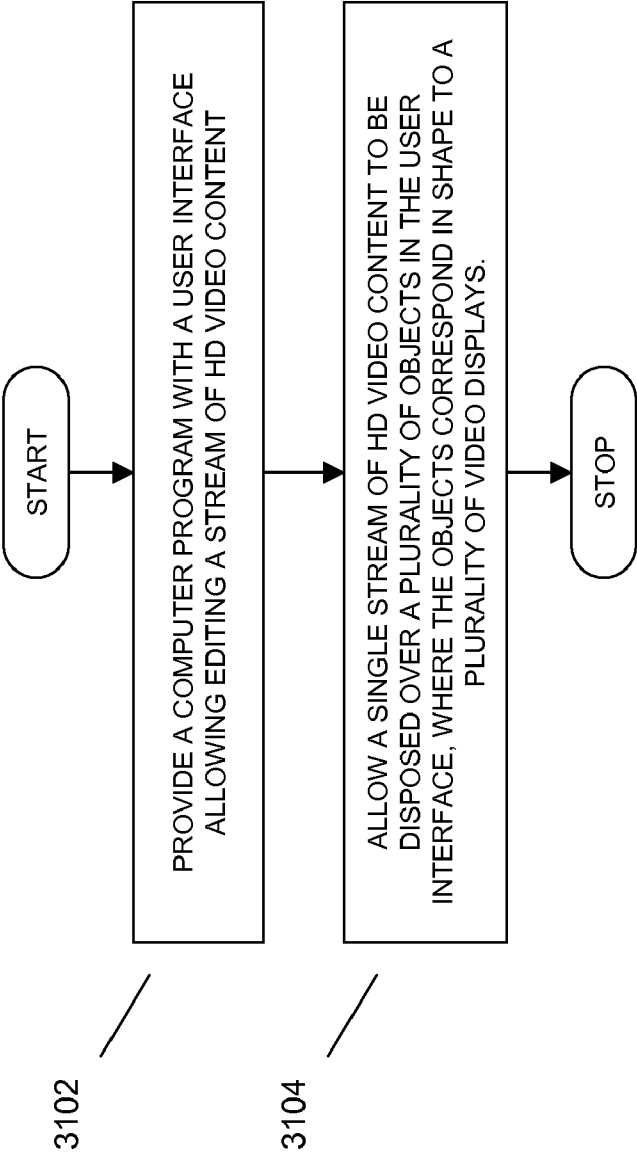 START
3102
PROVIDE A COMPUTER PROGRAM WITH A USER INTERFACE
ALLOWING EDITING A STREAM OF HD VIDEO CONTENT
3104
ALLOW A SINGLE STREAM OF HD VIDEO CONTENT TO BE
DISPOSED OVER A PLURALITY OF OBJECTS IN THE USER
INTERFACE, WHERE THE OBJECTS CORRESPOND IN SHAPE TO A
PLURALITY OF VIDEO DISPLAYS.
STOP